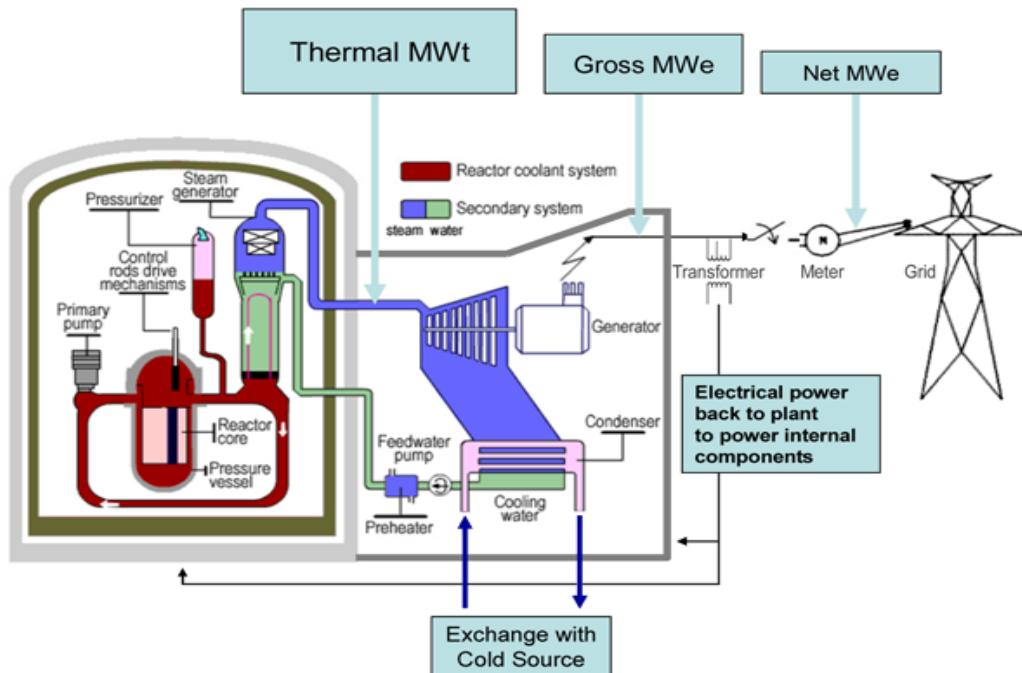 Thermal MWt
Gross MWe
Net MWe
Reactor coolant system
Secondary system
steam water
Steam
generator
Pressurizer
Control
rods drive
mechanisms
Primary
pump
Reactor
core
Pressure
vessel
Feedwater
pump
Preheater
Cooling
water
Condenser
Generator
Transformer
Meter
Grid
Electrical power
back to plant
to power internal
components
Exchange with
Cold Source